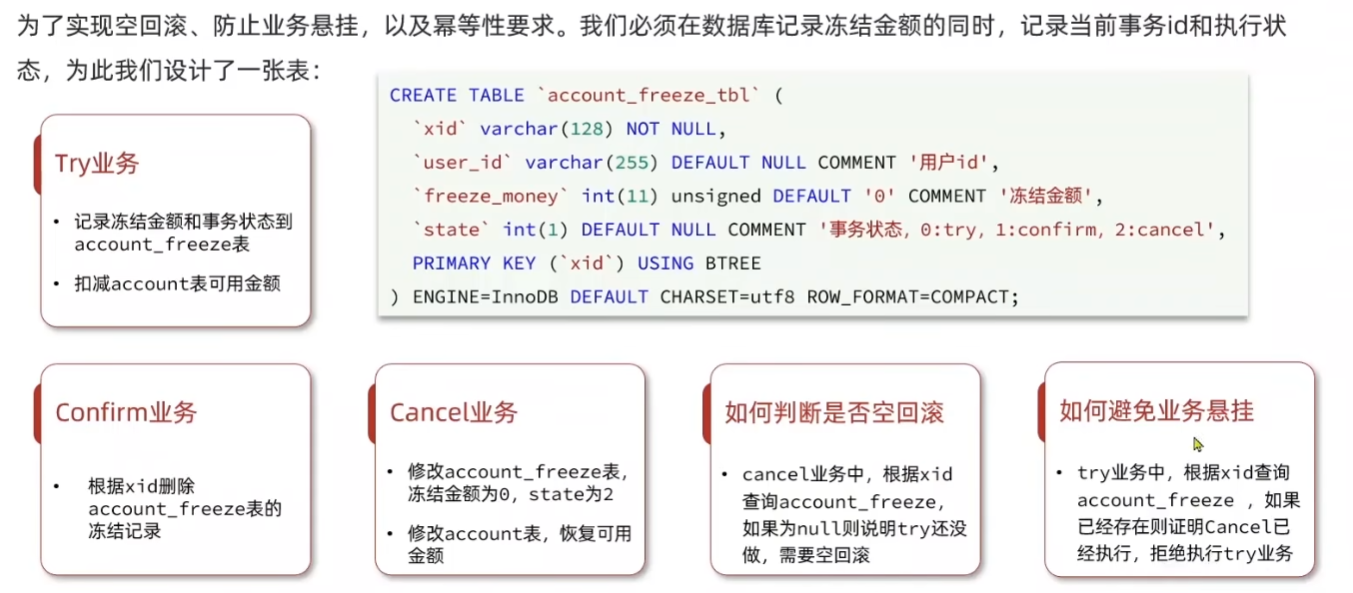 为了实现空回滚、防止业务悬挂，以及幂等性要求。我们必须在数据库记录冻结金额的同时，记录当前事务id和执行状
态，为此我们设计了一张表：
CREATE TABLE `account_freeze_tbl` (
`xid` varchar(128) NOT NULL,
`user_id` varchar(255) DEFAULT NULL COMMENT '用户id',
`freeze_money` int(11) unsigned DEFAULT '0' COMMENT '冻结金额',
`state` int(1) DEFAULT NULL COMMENT '事务状态，0:try，1:confirm，2:cancel',
PRIMARY KEY (`xid`) USING BTREE
) ENGINE=InnoDB DEFAULT CHARSET=utf8 ROW_FORMAT=COMPACT;
Try业务
• 记录冻结金额和事务状态到
account_freeze表
• 扣减account表可用金额
Confirm业务
• 根据xid删除
account_freeze表的
冻结记录
Cancel业务
• 修改account_freeze表，
冻结金额为0，state为2
• 修改account表，恢复可用
金额
如何判断是否空回滚
• cancel业务中，根据xid
查询account_freeze，
如果为null则说明try还没
做，需要空回滚
如何避免业务悬挂
• try业务中，根据xid查询
account_freeze ，如果
已经存在则证明Cancel已
经执行，拒绝执行try业务